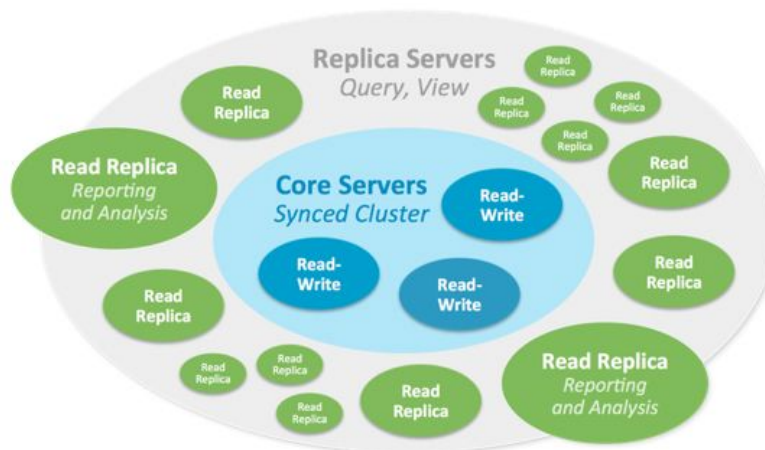 Replica Servers
Query, View
Read
Replica
Read
Replica
Read
Replica
Read
Replica
Read
Replica
Read Replica
Reporting
and Analysis
Read
Replica
Core Servers
Synced Cluster
Read-
Write
Read-
Write
Read-
Write
Read
Replica
Read
Replica
Read
Replica
Read
Replica
Read
Replica
Read
Replica
Read Replica
Reporting
and Analysis